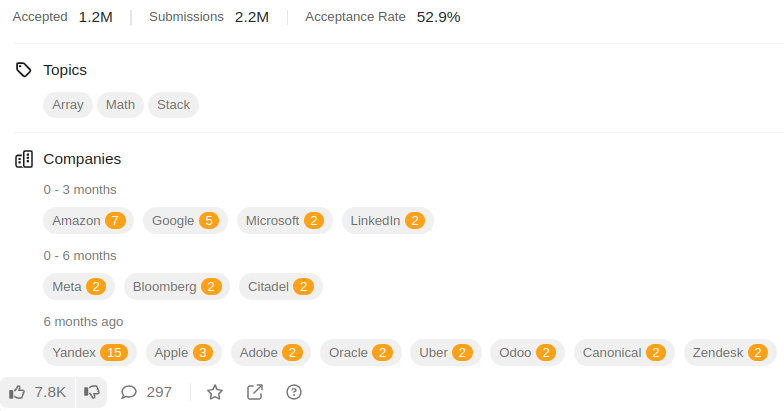 Accepted 1.2M Submissions 2.2M Acceptance Rate 52.9%
Topics
Array Math Stack
Companies
0 - 3 months
Amazon 7 Google 5 Microsoft 2 LinkedIn 2
0 - 6 months
Meta 2 Bloomberg 2 Citadel 2
6 months ago
Yandex 15 Apple 3 Adobe 2 Oracle 2 Uber 2 Odoo 2 Canonical 2 Zendesk 2
7.8K 297